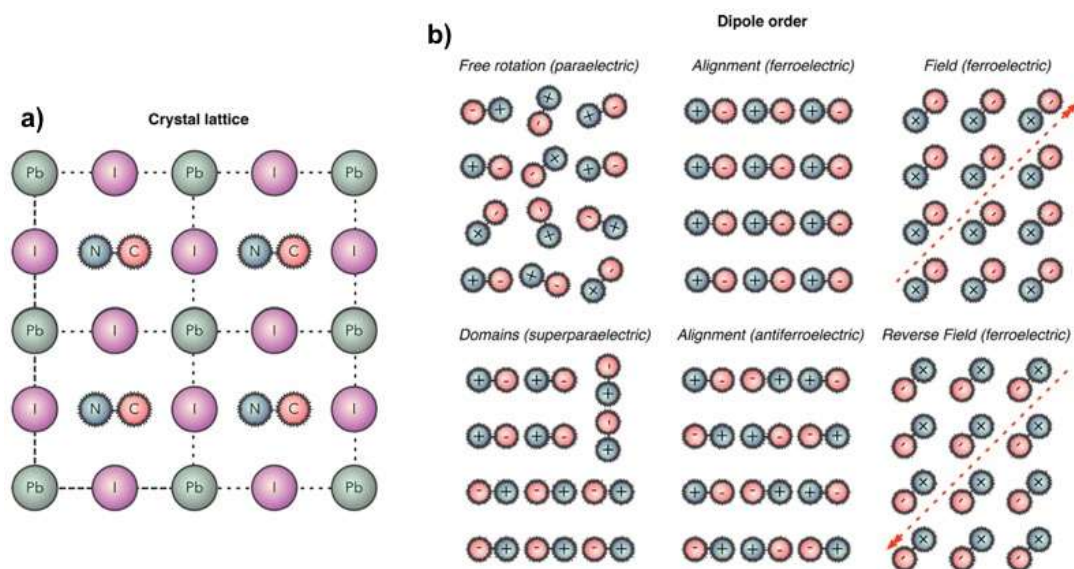 a)
Crystal lattice
Pb I Pb I Pb
I N C I N C I
Pb I Pb I Pb
I N C I N C I
Pb I Pb I Pb
b)
Dipole order
Free rotation (paraelectric)
Alignment (ferroelectric)
Field (ferroelectric)
- + + - + -
+ - + - + - + -
+ - + - + - + -
Domains (superparaelectric)
Alignment (antiferroelectric)
Reverse Field (ferroelectric)
+ - + -
+ - + -
- + - + - +
- + - + - +
+ - - + + -
- + + - - +
+ - - + + -
- + + - - +